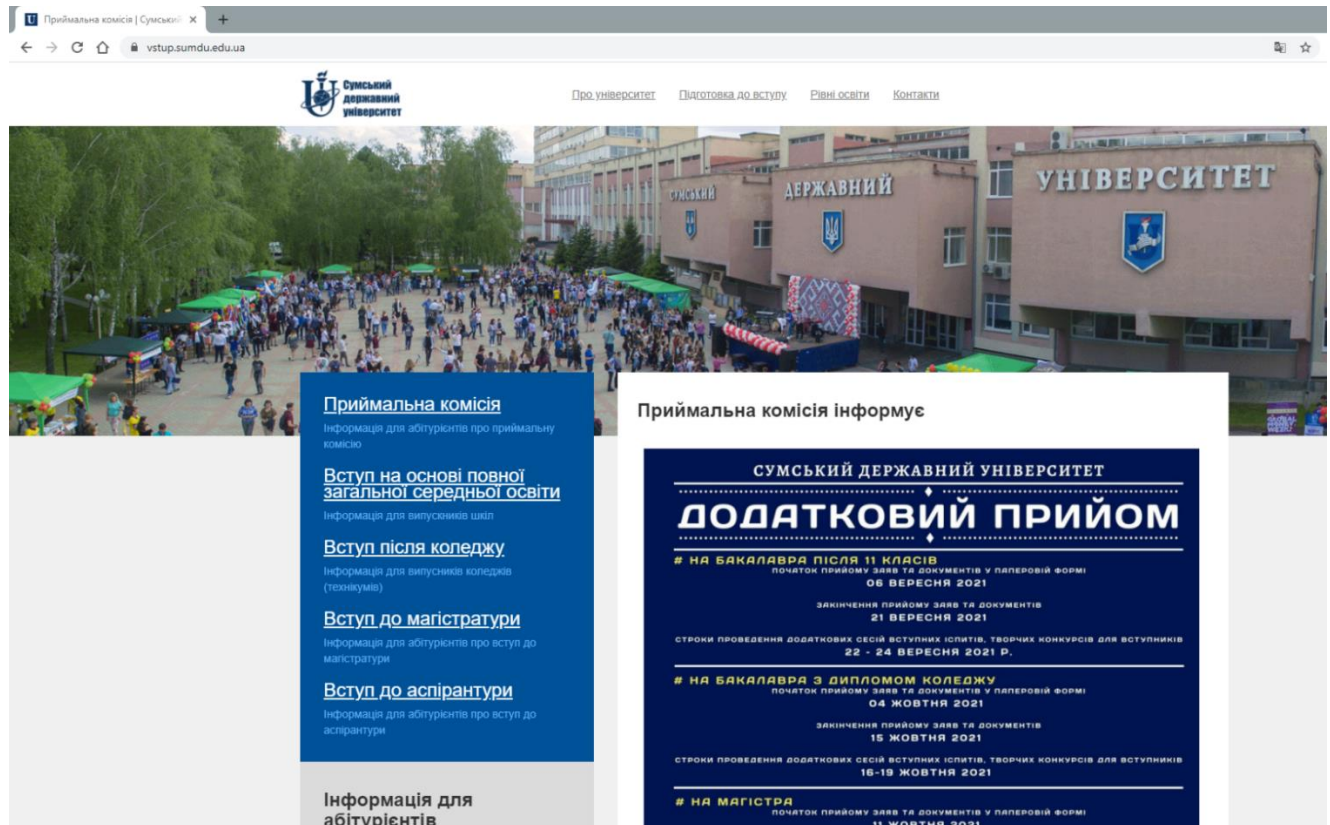 Приймальна комісія | Сумський
vstup.sumdu.edu.ua
Сумський
державний
університет
Про університет
Підготовка до вступу
Рівні освіти
Контакти
СУМСЬКИЙ
ДЕРЖАВНИЙ
УНІВЕРСИТЕТ
Приймальна комісія
Інформація для абітурієнтів про приймальну
комісію
Вступ на основі повної
загальної середньої освіти
Інформація для випускників шкіл
Вступ після коледжу
Інформація для випусників коледжів
(технікумів)
Вступ до магістратури
Інформація для абітурієнтів про вступ до
магістратури
Вступ до аспірантури
Інформація для абітурієнтів про вступ до
аспірантури
Інформація для
абітурієнтів
Приймальна комісія інформує
СУМСЬКИЙ ДЕРЖАВНИЙ УНІВЕРСИТЕТ
ДОДАТКОВИЙ ПРИЙОМ
# НА БАКАЛАВРА ПІСЛЯ 11 КЛАСІВ
ПОЧАТОК ПРИЙОМУ ЗАЯВ ТА ДОКУМЕНТІВ У ПАПЕРОВІЙ ФОРМІ
06 ВЕРЕСНЯ 2021
ЗАКІНЧЕННЯ ПРИЙОМУ ЗАЯВ ТА ДОКУМЕНТІВ
21 ВЕРЕСНЯ 2021
СТРОКИ ПРОВЕДЕННЯ ДОДАТКОВИХ СЕСІЙ ВСТУПНИХ ІСПИТІВ, ТВОРЧИХ КОНКУРСІВ ДЛЯ ВСТУПНИКІВ
22 - 24 ВЕРЕСНЯ 2021 Р.
# НА БАКАЛАВРА З ДИПЛОМОМ КОЛЕДЖУ
ПОЧАТОК ПРИЙОМУ ЗАЯВ ТА ДОКУМЕНТІВ У ПАПЕРОВІЙ ФОРМІ
04 ЖОВТНЯ 2021
ЗАКІНЧЕННЯ ПРИЙОМУ ЗАЯВ ТА ДОКУМЕНТІВ
15 ЖОВТНЯ 2021
СТРОКИ ПРОВЕДЕННЯ ДОДАТКОВИХ СЕСІЙ ВСТУПНИХ ІСПИТІВ, ТВОРЧИХ КОНКУРСІВ ДЛЯ ВСТУПНИКІВ
16-19 ЖОВТНЯ 2021
# НА МАГІСТРА
ПОЧАТОК ПРИЙОМУ ЗАЯВ ТА ДОКУМЕНТІВ У ПАПЕРОВІЙ ФОРМІ
11 ЖОВТНЯ 2021